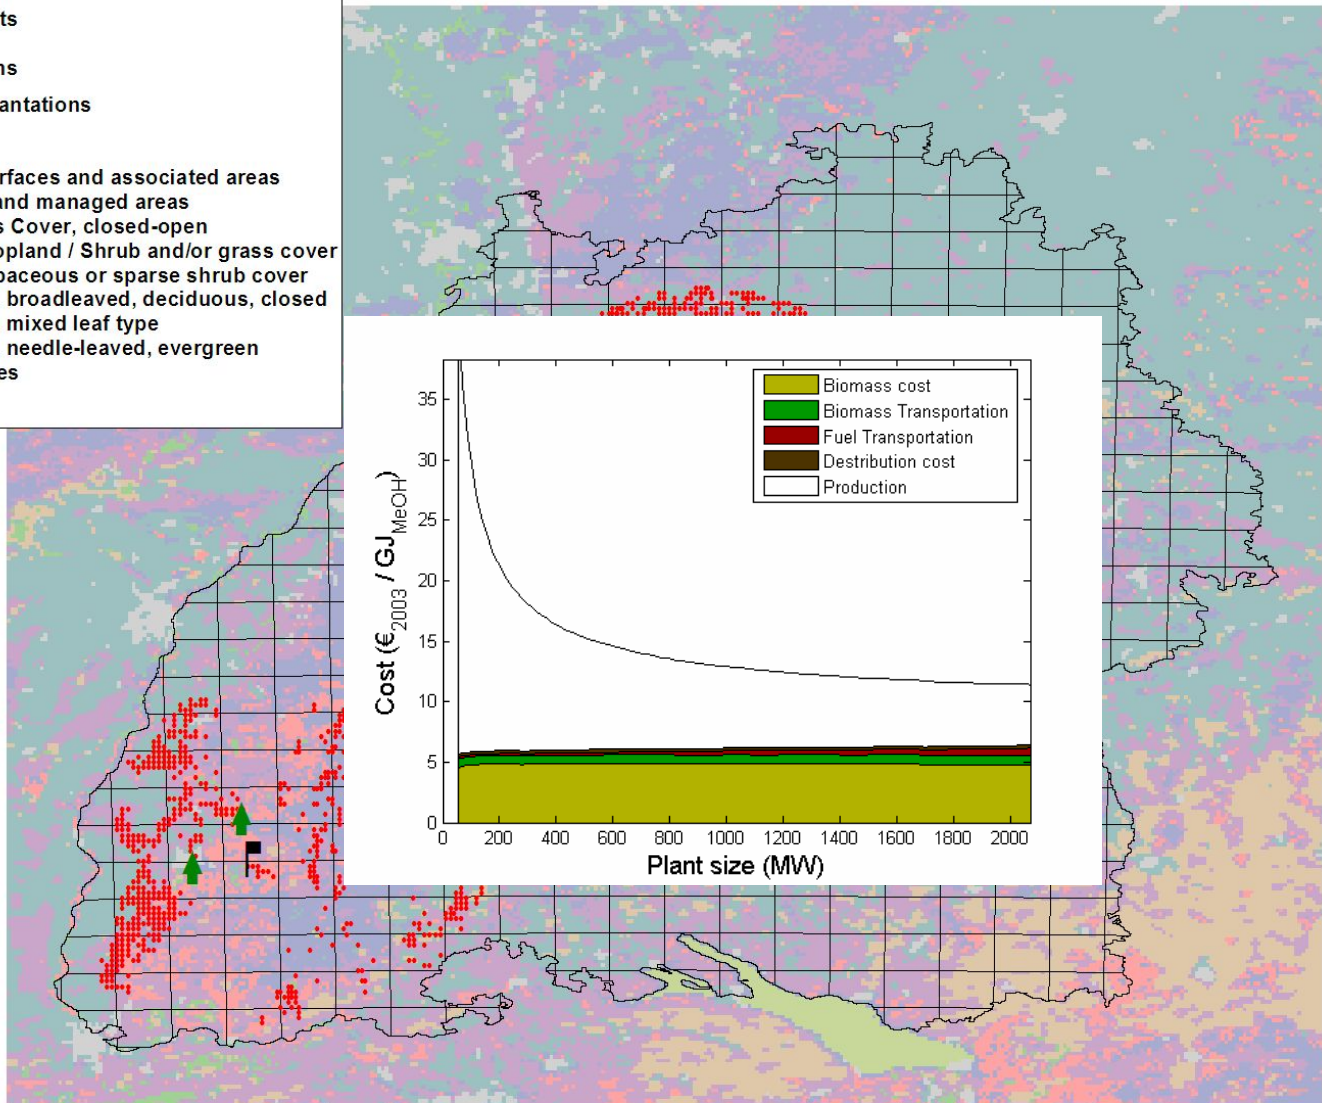 ts
ns
antations
rfaces and associated areas
and managed areas
s Cover, closed-open
opland / Shrub and/or grass cover
baceous or sparse shrub cover
broadleaved, deciduous, closed
mixed leaf type
needle-leaved, evergreen
es
35
30
25
20
15
10
5
0
Cost (€2003 / GJMeOH)
Biomass cost
Biomass Transportation
Fuel Transportation
Destribution cost
Production
0 200 400 600 800 1000 1200 1400 1600 1800 2000
Plant size (MW)